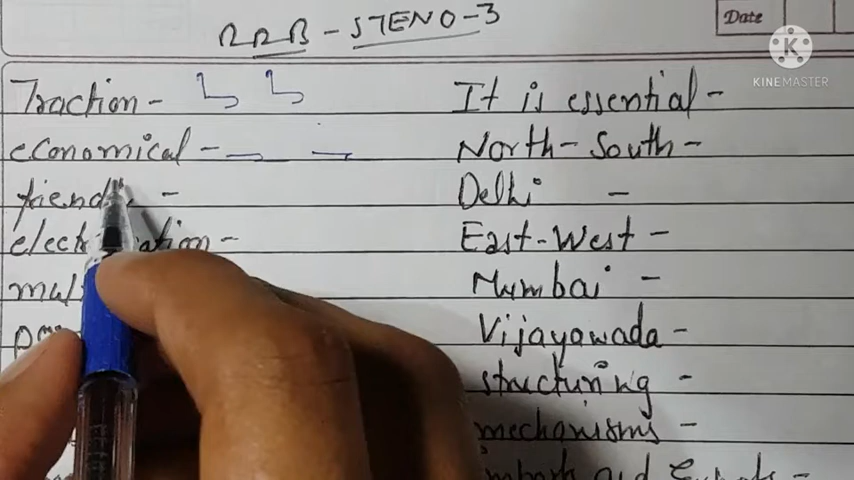 RRB - STENO-3
Date
KINEMASTER
Traction -
economical -
friendly -
It is essential -
North - South -
Delhi -
East-West -
Mumbai -
Vijayawada -
structuring -
mechanisms -
and